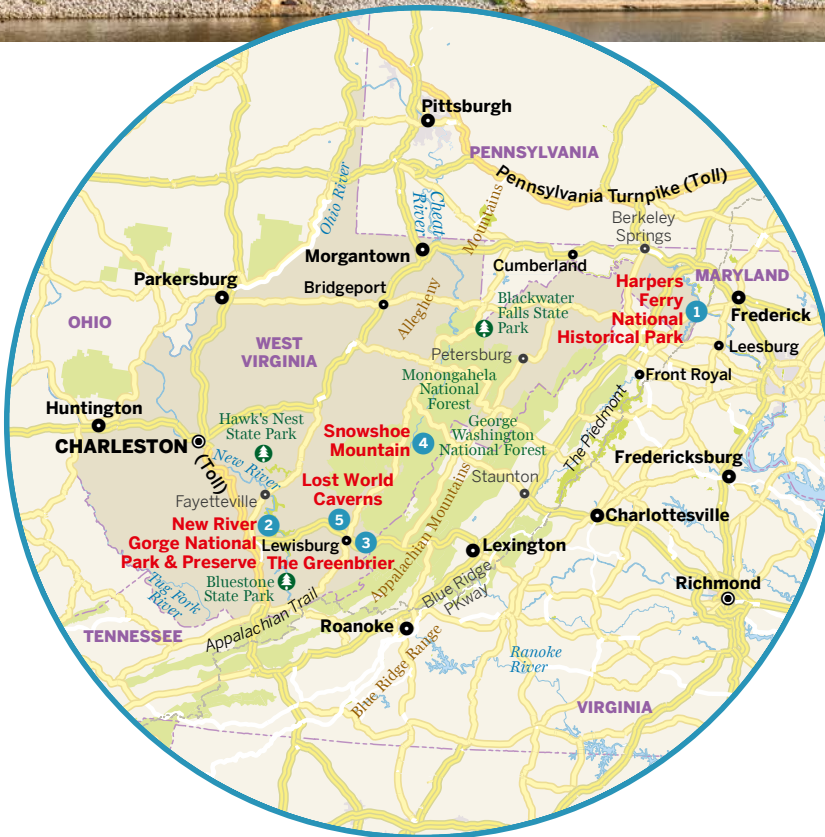 Pittsburgh
PENNSYLVANIA
Pennsylvania Turnpike (Toll)
Ohio River
Cheat
River
Mountains
Berkeley
Springs
Morgantown
Cumberland
MARYLAND
Parkersburg
Bridgeport
Allegheny
Harpers
Ferry
National
Historical Park
1
Frederick
Blackwater
Falls State
Park
OHIO
WEST
VIRGINIA
Petersburg
Leesburg
Monongahela
National
Forest
Front Royal
Huntington
Hawk's Nest
State Park
Snowshoe
Mountain
4
George
Washington
National Forest
The Piedmont
CHARLESTON
(Toll)
New River
Fredericksburg
Lost World
Caverns
5
Staunton
Fayetteville
Appalachian Mountains
New River
Gorge National
Park & Preserve
2
Charlottesville
Lewisburg
3
The Greenbrier
Lexington
Bluestone
State Park
Blue Ridge
PKway
Richmond
Tug Fork
River
Appalachian Trail
TENNESSEE
Roanoke
Blue Ridge Range
Ranoke
River
VIRGINIA